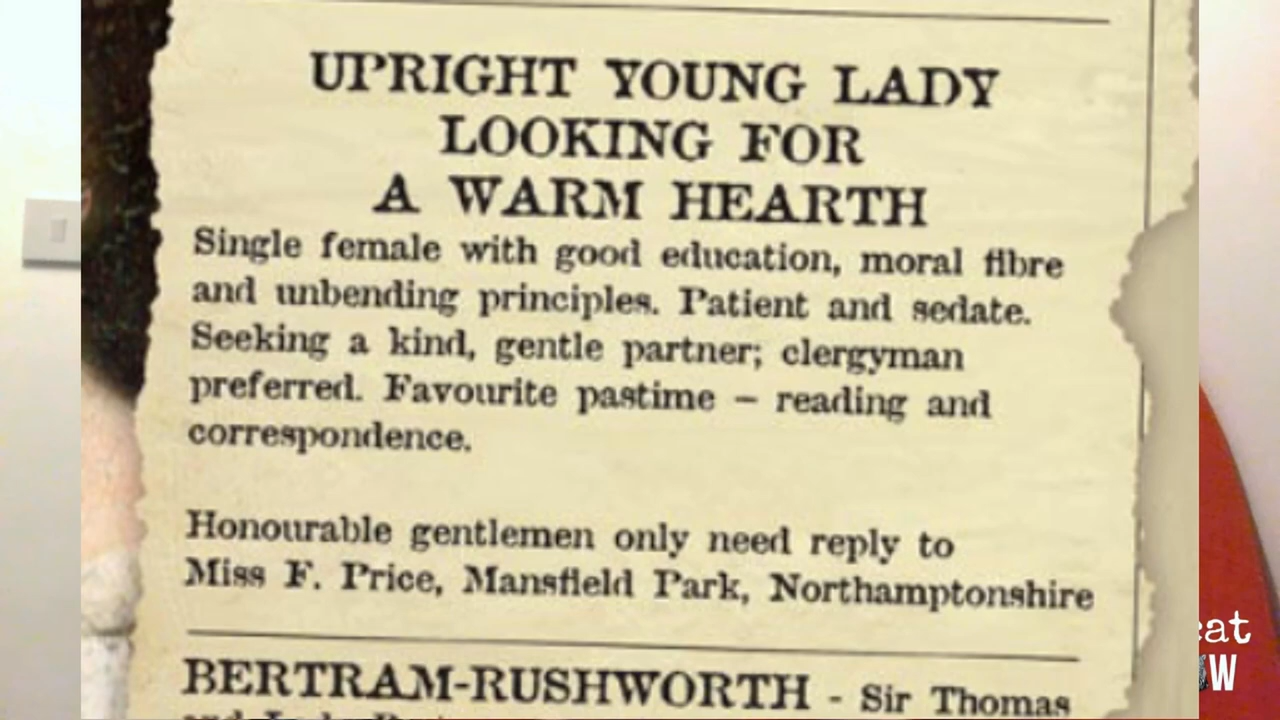 UPRIGHT YOUNG LADY
LOOKING FOR
A WARM HEARTH
Single female with good education, moral fibre
and unbending principles. Patient and sedate.
Seeking a kind, gentle partner; clergyman
preferred. Favourite pastime – reading and
correspondence.
Honourable gentlemen only need reply to
Miss F. Price, Mansfield Park, Northamptonshire
BERTRAM-RUSHWORTH - Sir Thomas